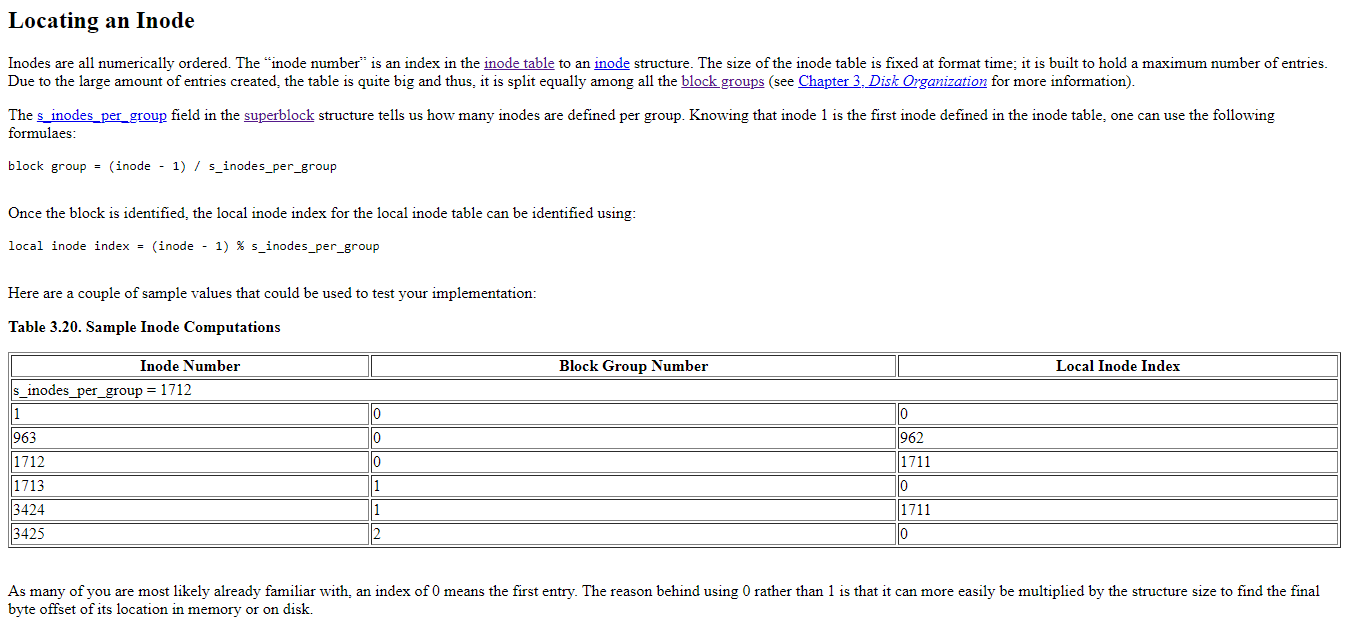 Locating an Inode
Inodes are all numerically ordered. The “inode number” is an index in the inode table to an inode structure. The size of the inode table is fixed at format time; it is built to hold a maximum number of entries.
Due to the large amount of entries created, the table is quite big and thus, it is split equally among all the block groups (see Chapter 3, Disk Organization for more information).
The s_inodes_per_group field in the superblock structure tells us how many inodes are defined per group. Knowing that inode 1 is the first inode defined in the inode table, one can use the following
formulaes:
block group = (inode - 1) / s_inodes_per_group
Once the block is identified, the local inode index for the local inode table can be identified using:
local inode index = (inode - 1) % s_inodes_per_group
Here are a couple of sample values that could be used to test your implementation:
Table 3.20. Sample Inode Computations
Inode Number Block Group Number Local Inode Index
s_inodes_per_group = 1712
1 0 0
963 0 962
1712 0 1711
1713 1 0
3424 1 1711
3425 2 0
As many of you are most likely already familiar with, an index of 0 means the first entry. The reason behind using 0 rather than 1 is that it can more easily be multiplied by the structure size to find the final
byte offset of its location in memory or on disk.